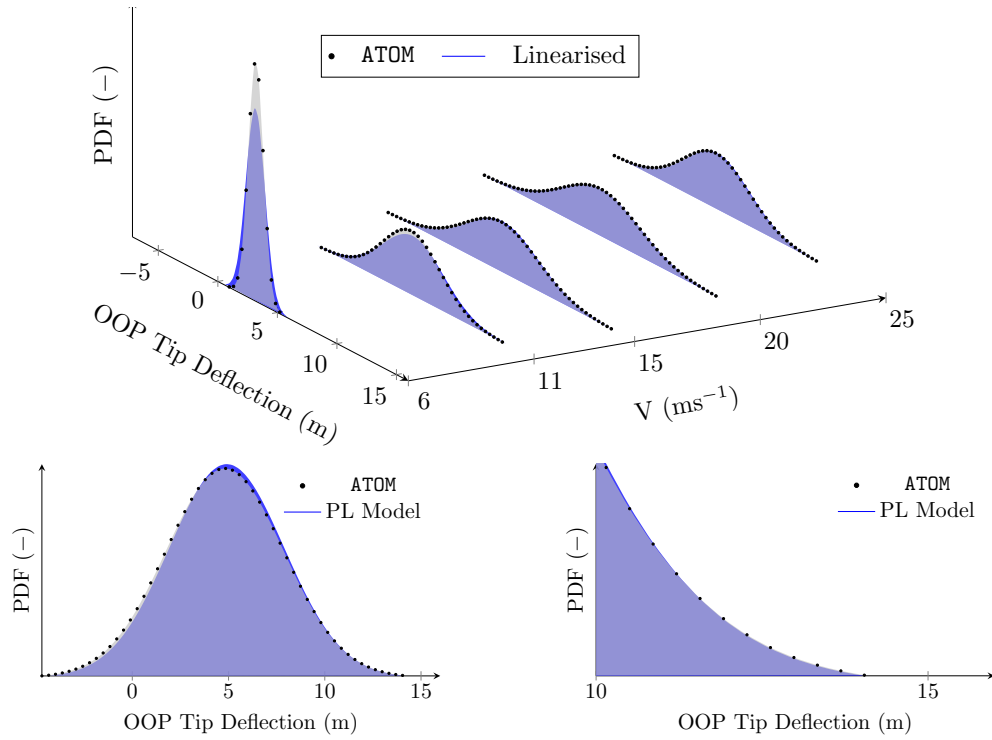 ATOM Linearised
PDF (−)
−5
0
5
10
15
OOP Tip Deflection (m)
6
11
15
20
25
V (ms⁻¹)
ATOM
PL Model
PDF (−)
0
5
10
15
OOP Tip Deflection (m)
ATOM
PL Model
PDF (−)
10
15
OOP Tip Deflection (m)